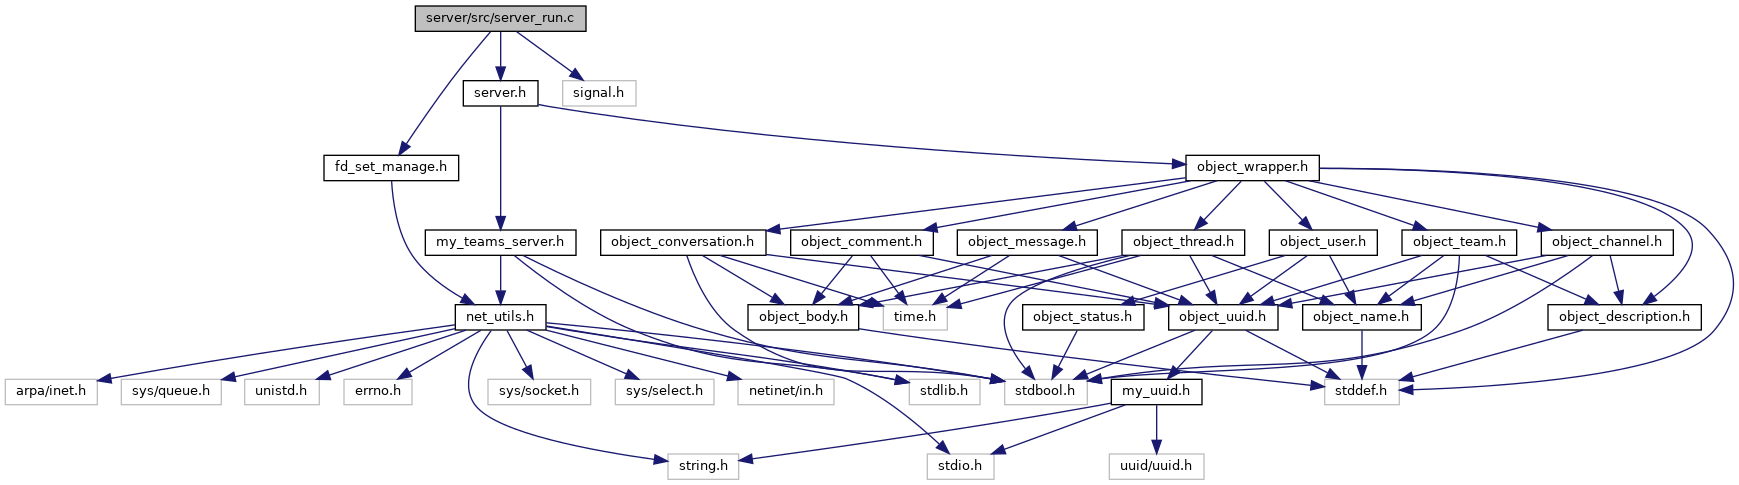 server/src/server_run.c
server.h
signal.h
fd_set_manage.h
object_wrapper.h
my_teams_server.h
object_conversation.h
object_comment.h
object_message.h
object_thread.h
object_user.h
object_team.h
object_channel.h
net_utils.h
object_body.h
time.h
object_status.h
object_uuid.h
object_name.h
object_description.h
arpa/inet.h
sys/queue.h
unistd.h
errno.h
sys/socket.h
sys/select.h
netinet/in.h
stdlib.h
stdbool.h
my_uuid.h
stddef.h
string.h
stdio.h
uuid/uuid.h